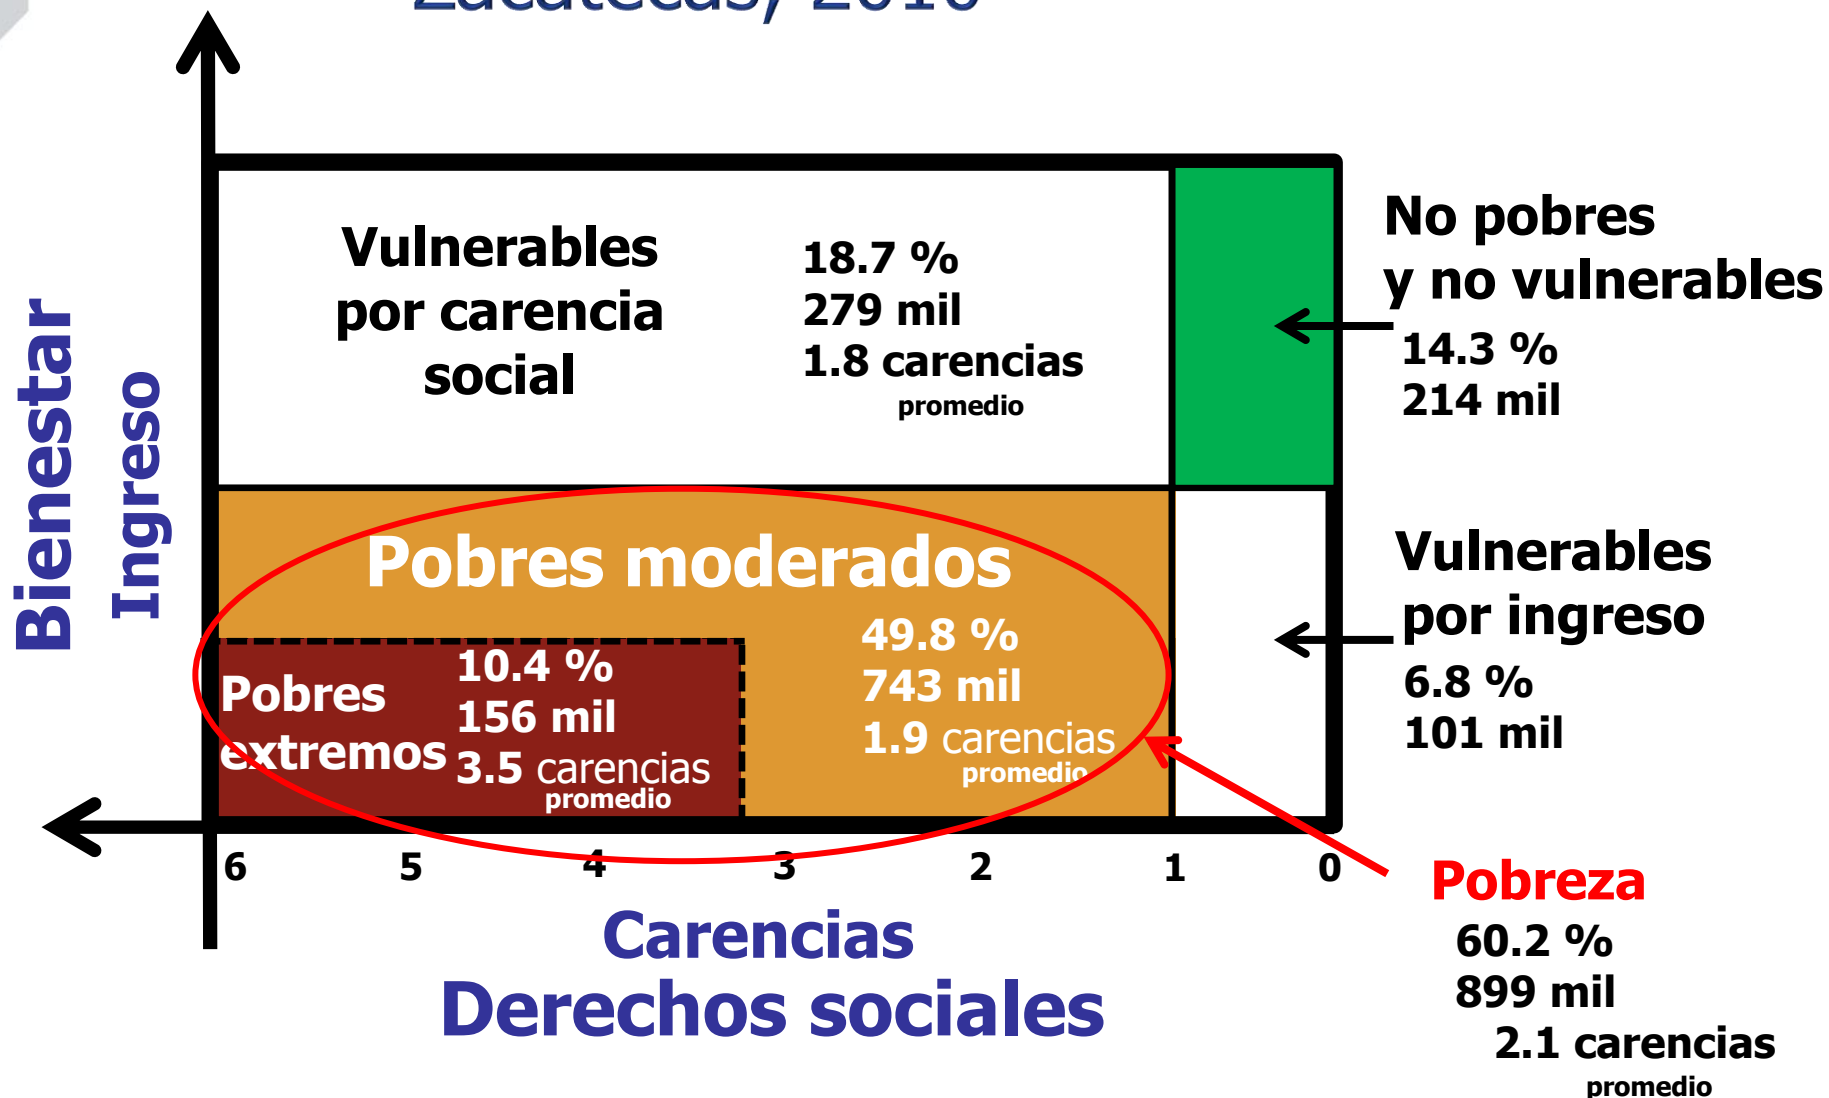 Zacatecas, 2010
Bienestar
Ingreso
Vulnerables
por carencia
social
18.7 %
279 mil
1.8 carencias
promedio
No pobres
y no vulnerables
14.3 %
214 mil
Pobres moderados
49.8 %
743 mil
1.9 carencias
promedio
Pobres
extremos
10.4 %
156 mil
3.5 carencias
promedio
Vulnerables
por ingreso
6.8 %
101 mil
6 5 4 3 2 1 0
Carencias
Derechos sociales
Pobreza
60.2 %
899 mil
2.1 carencias
promedio